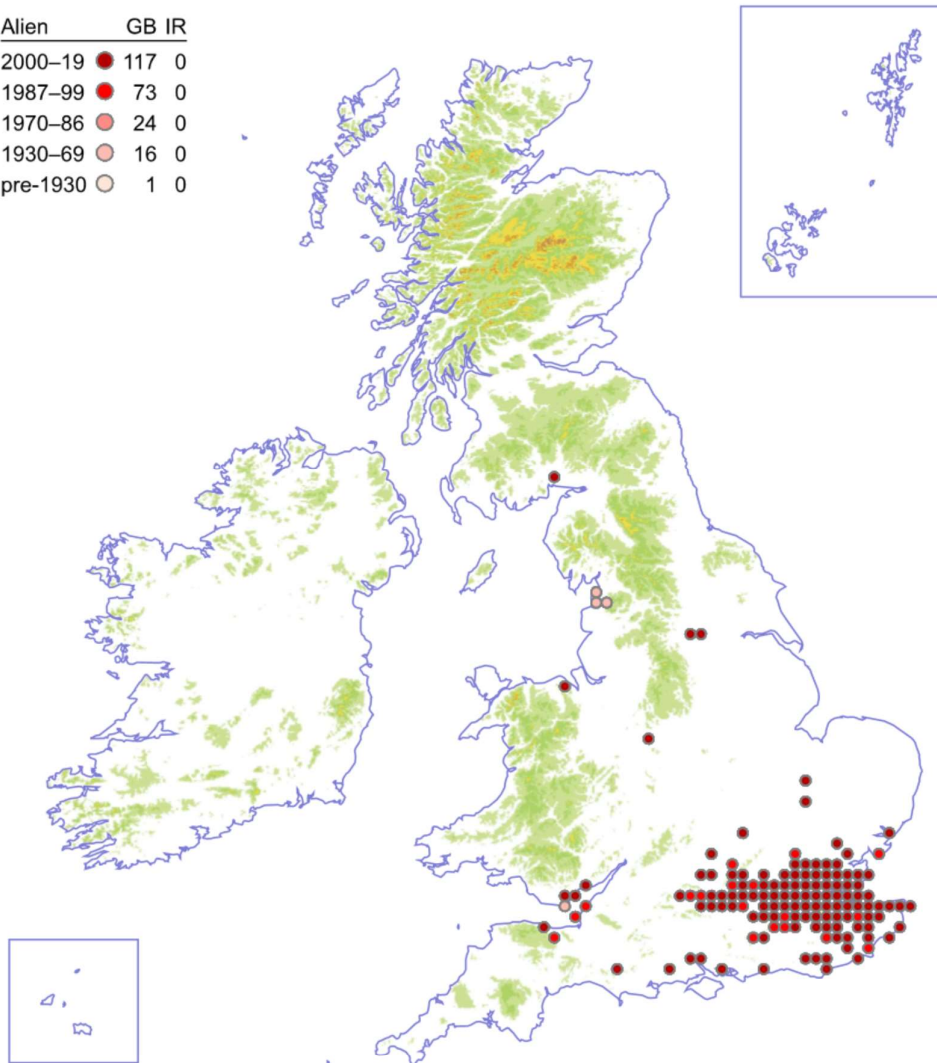 Alien GB IR
2000–19 117 0
1987–99 73 0
1970–86 24 0
1930–69 16 0
pre-1930 1 0